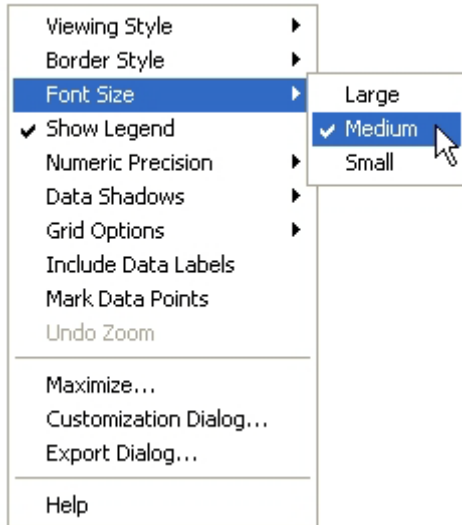 Viewing Style
Border Style
Font Size
Large
Show Legend
Medium
Numeric Precision
Small
Data Shadows
Grid Options
Include Data Labels
Mark Data Points
Undo Zoom
Maximize...
Customization Dialog...
Export Dialog...
Help